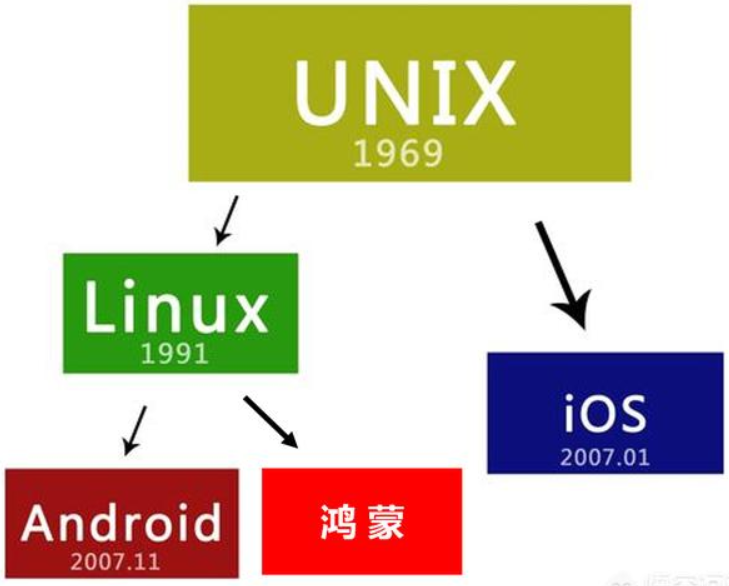 UNIX
1969
Linux
1991
iOS
2007.01
Android
2007.11
鸿蒙